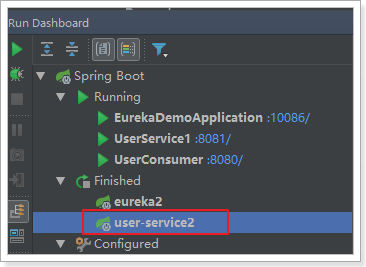 Run Dashboard
Spring Boot
Running
EurekaDemoApplication :10086/
UserService1 :8081/
UserConsumer :8080/
Finished
eureka2
user-service2
Configured